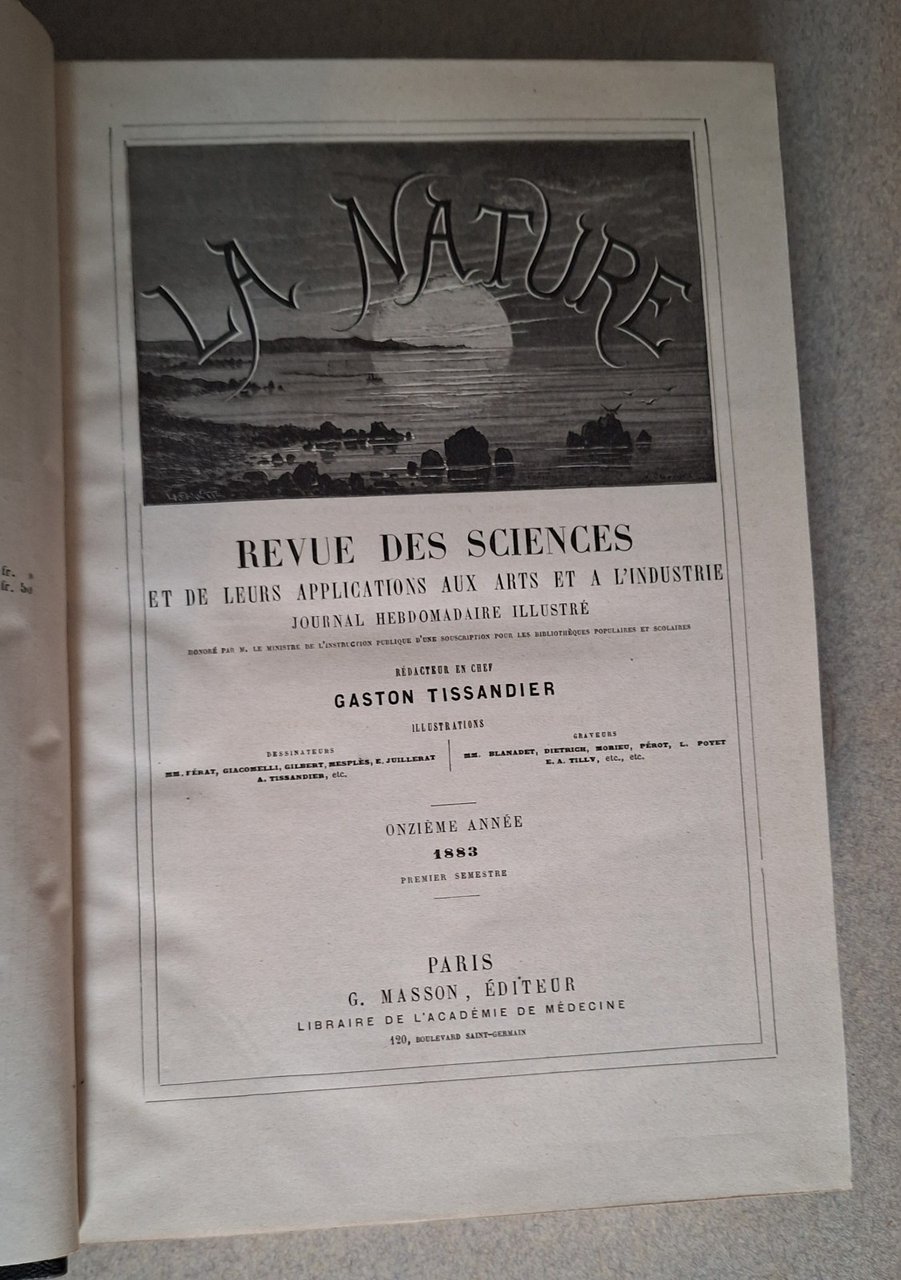 fr. »
fr. 50
LA NATURE
REVUE DES SCIENCES
ET DE LEURS APPLICATIONS AUX ARTS ET A L'INDUSTRIE
JOURNAL HEBDOMADAIRE ILLUSTRÉ
HONORÉ PAR M. LE MINISTRE DE L'INSTRUCTION PUBLIQUE D'UNE SOUSCRIPTION POUR LES BIBLIOTHÈQUES POPULAIRES ET SCOLAIRES
RÉDACTEUR EN CHEF
GASTON TISSANDIER
ILLUSTRATIONS
DESSINATEURS
MM. FÉRAT, GIACOMELLI, GILBERT, MESPLÈS, E. JUILLERAT
A. TISSANDIER, etc.
GRAVEURS
MM. BLANADET, DIETRICH, MORIEU, PÉROT, L. POYET
E. A. TILLY, etc., etc.
ONZIÈME ANNÉE
1883
PREMIER SEMESTRE
PARIS
G. MASSON, ÉDITEUR
LIBRAIRE DE L'ACADÉMIE DE MÉDECINE
120, BOULEVARD SAINT-GERMAIN